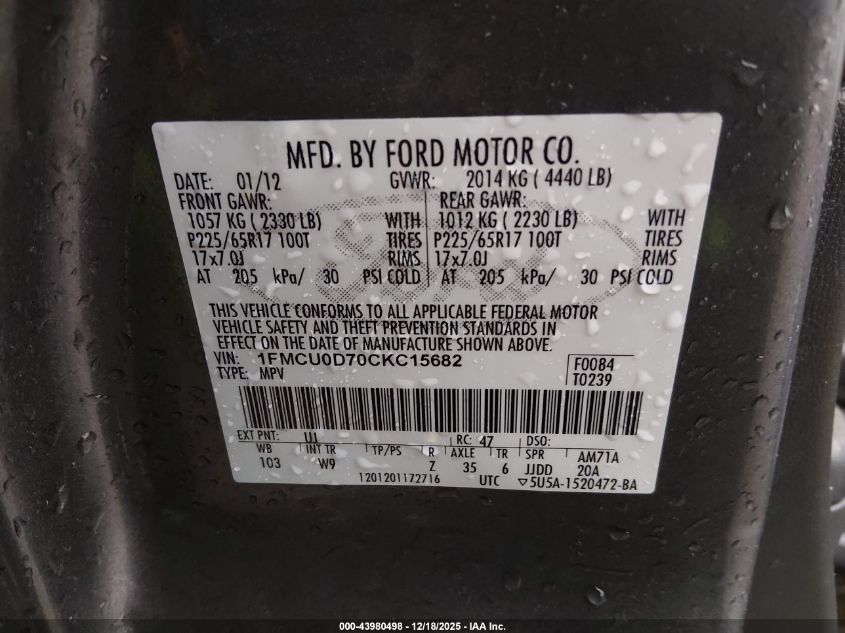 MFD. BY FORD MOTOR CO.
DATE: 01/12 GVWR: 2014 KG ( 4440 LB)
FRONT GAWR: REAR GAWR:
1057 KG ( 2330 LB) WITH 1012 KG ( 2230 LB) WITH
P225/65R17 100T TIRES P225/65R17 100T TIRES
17x7.0J RIMS 17x7.0J RIMS
AT 205 kPa/ 30 PSI COLD AT 205 kPa/ 30 PSI COLD
THIS VEHICLE CONFORMS TO ALL APPLICABLE FEDERAL MOTOR
VEHICLE SAFETY AND THEFT PREVENTION STANDARDS IN
EFFECT ON THE DATE OF MANUFACTURE SHOWN ABOVE.
VIN: 1FMCU0D70CKC15682 F0084
TYPE: MPV T0239
EXT PNT: UJ RC: 47 DSO:
WB INT TR TP/PS R AXLE TR SPR AM71A
103 W9 Z 35 6 JJDD 20A
1201201172716 UTC ▽5U5A-1520472-BA
000-43980498 - 12/18/2025 - IAA Inc.